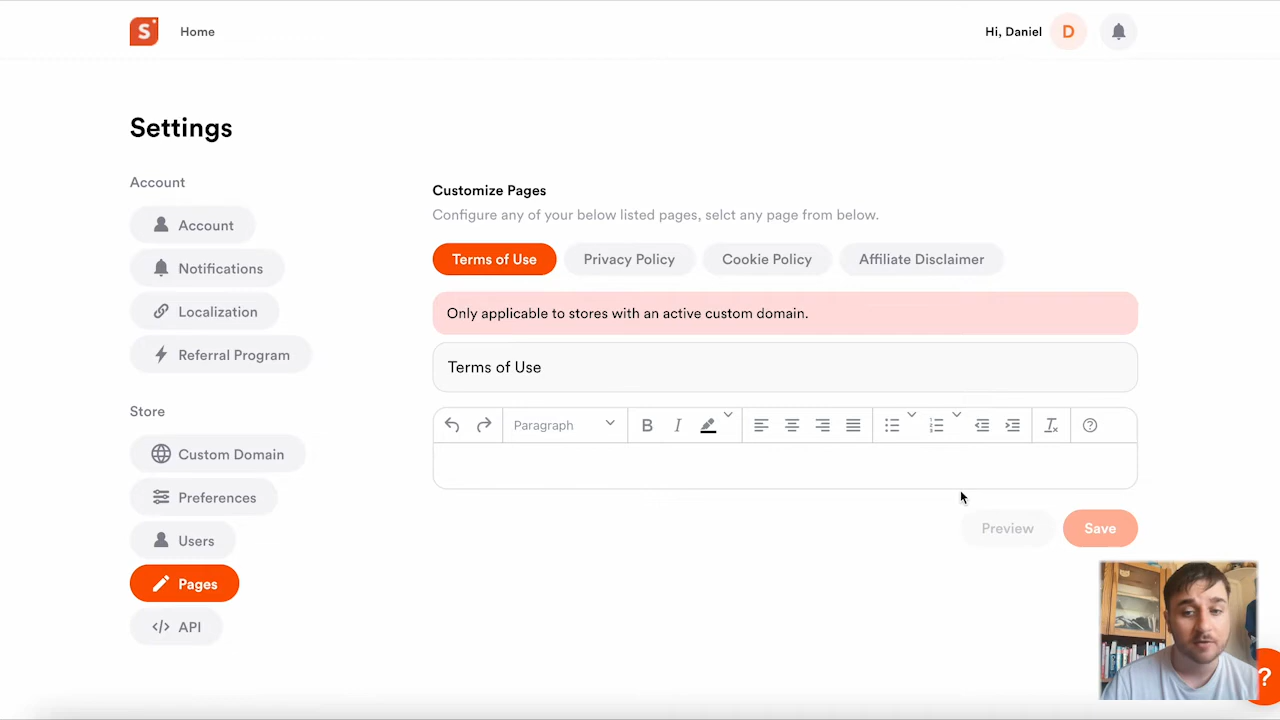 S
Home
Hi, Daniel
D
Settings
Account
Account
Notifications
Localization
Referral Program
Store
Custom Domain
Preferences
Users
Pages
</> API
Customize Pages
Configure any of your below listed pages, selct any page from below.
Terms of Use
Privacy Policy
Cookie Policy
Affiliate Disclaimer
Only applicable to stores with an active custom domain.
Terms of Use
Paragraph
B
I
Preview
Save
?